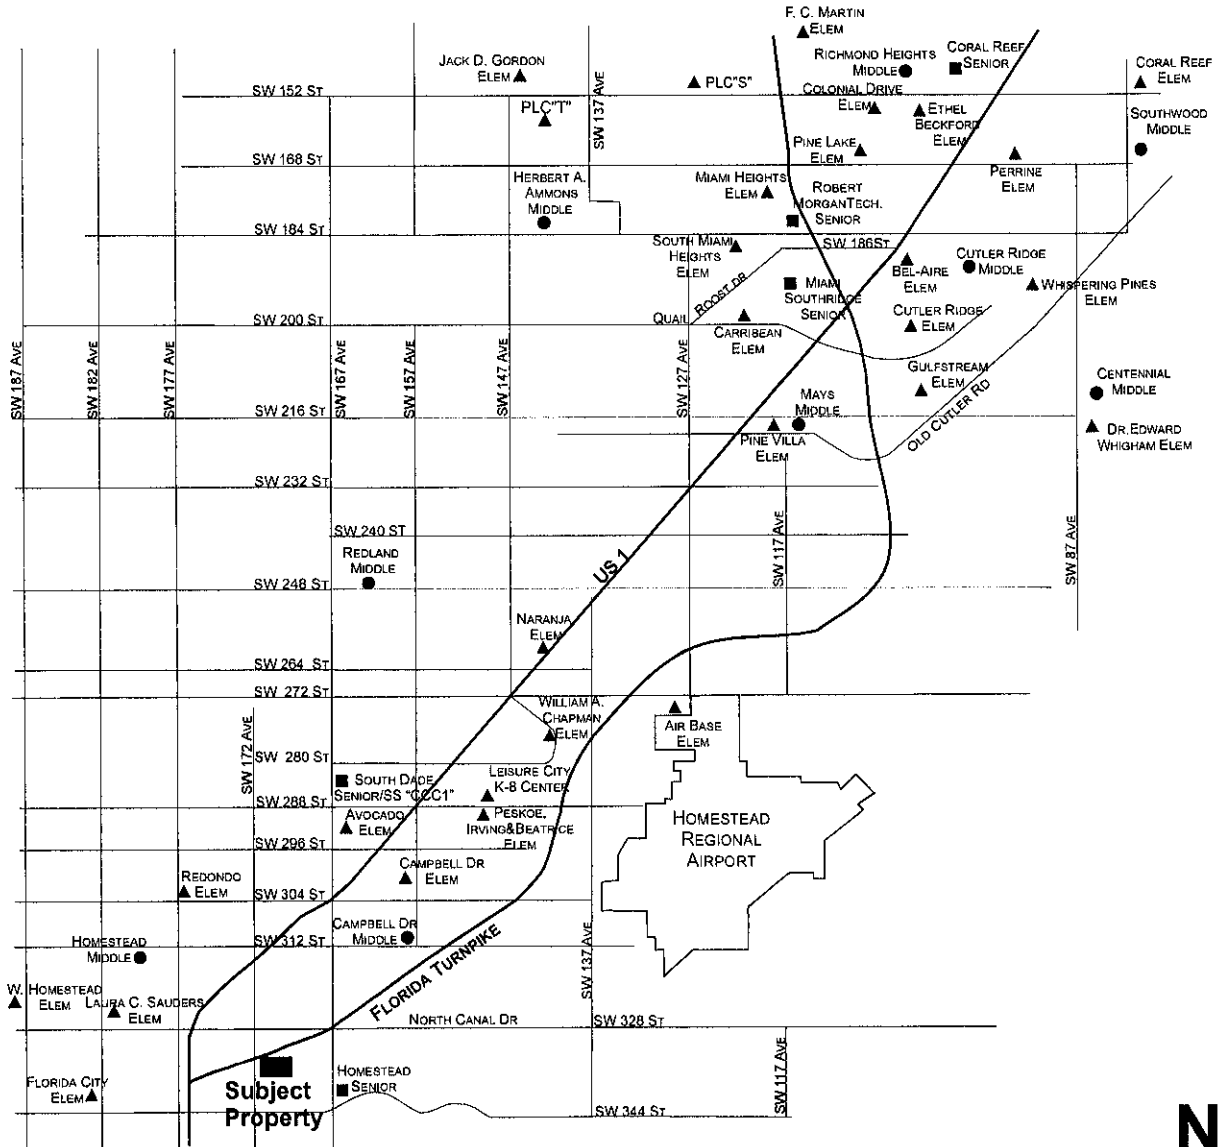 F. C. MARTIN
ELEM
JACK D. GORDON
ELEM
RICHMOND HEIGHTS
MIDDLE
CORAL REEF
SENIOR
CORAL REEF
ELEM
PLC"S"
SW 152 ST
SW 137 AVE
COLONIAL DRIVE
ELEM
ETHEL
BECKFORD
ELEM
SOUTHWOOD
MIDDLE
PLC"T"
PINE LAKE
ELEM
SW 168 ST
PERRINE
ELEM
HERBERT A.
AMMONS
MIDDLE
MIAMI HEIGHTS
ELEM
ROBERT
MORGANTECH.
SENIOR
SW 184 ST
SOUTH MIAMI
HEIGHTS
ELEM
SW 186ST
BEL-AIRE
ELEM
CUTLER RIDGE
MIDDLE
ROOST DR
MIAMI
SOUTHRIDGE
SENIOR
WHISPERING PINES
ELEM
SW 200 ST
QUAIL
CARRIBEAN
ELEM
CUTLER RIDGE
ELEM
SW 187 AVE
SW 182 AVE
SW 177 AVE
SW 167 AVE
SW 157 AVE
SW 147 AVE
SW 127 AVE
GULFSTREAM
ELEM
CENTENNIAL
MIDDLE
SW 216 ST
MAYS
MIDDLE
OLD CUTLER RD
PINE VILLA
ELEM
DR.EDWARD
WHIGHAM ELEM
SW 232 ST
SW 240 ST
REDLAND
MIDDLE
US 1
SW 117 AVE
SW 87 AVE
SW 248 ST
NARANJA
ELEM
SW 264 ST
SW 272 ST
WILLIAM A.
CHAPMAN
ELEM
AIR BASE
ELEM
SW 172 AVE
SW 280 ST
SOUTH DADE
SENIOR/SS "CCC1"
LEISURE CITY
K-8 CENTER
SW 288 ST
AVOCADO
ELEM
PESKOE,
IRVING&BEATRICE
ELEM
HOMESTEAD
REGIONAL
AIRPORT
SW 296 ST
CAMPBELL DR
ELEM
REDONDO
ELEM
SW 304 ST
CAMPBELL DR
MIDDLE
SW 312 ST
HOMESTEAD
MIDDLE
FLORIDA TURNPIKE
SW 137 AVE
W. HOMESTEAD
ELEM
LAURA C. SAUDERS
ELEM
NORTH CANAL DR
SW 328 ST
SW 117 AVE
FLORIDA CITY
ELEM
Subject
Property
HOMESTEAD
SENIOR
SW 344 ST
N